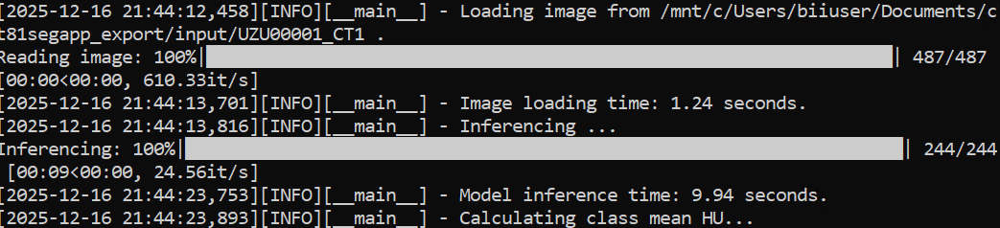 [2025-12-16 21:44:12,458][INFO][__main__] - Loading image from /mnt/c/Users/biiuser/Documents/c
t81segapp_export/input/UZU00001_CT1 .
Reading image: 100%|██████████| 487/487
[00:00<00:00, 610.33it/s]
[2025-12-16 21:44:13,701][INFO][__main__] - Image loading time: 1.24 seconds.
[2025-12-16 21:44:13,816][INFO][__main__] - Inferencing ...
Inferencing: 100%|██████████| 244/244
[00:09<00:00, 24.56it/s]
[2025-12-16 21:44:23,753][INFO][__main__] - Model inference time: 9.94 seconds.
[2025-12-16 21:44:23,893][INFO][__main__] - Calculating class mean HU...